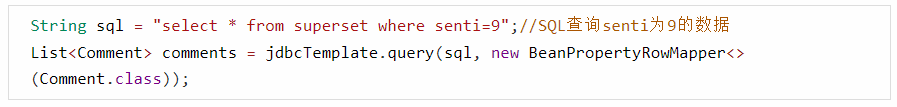 String sql = "select * from superset where senti=9";//SQL查询senti为9的数据
List<Comment> comments = jdbcTemplate.query(sql, new BeanPropertyRowMapper<>
(Comment.class));